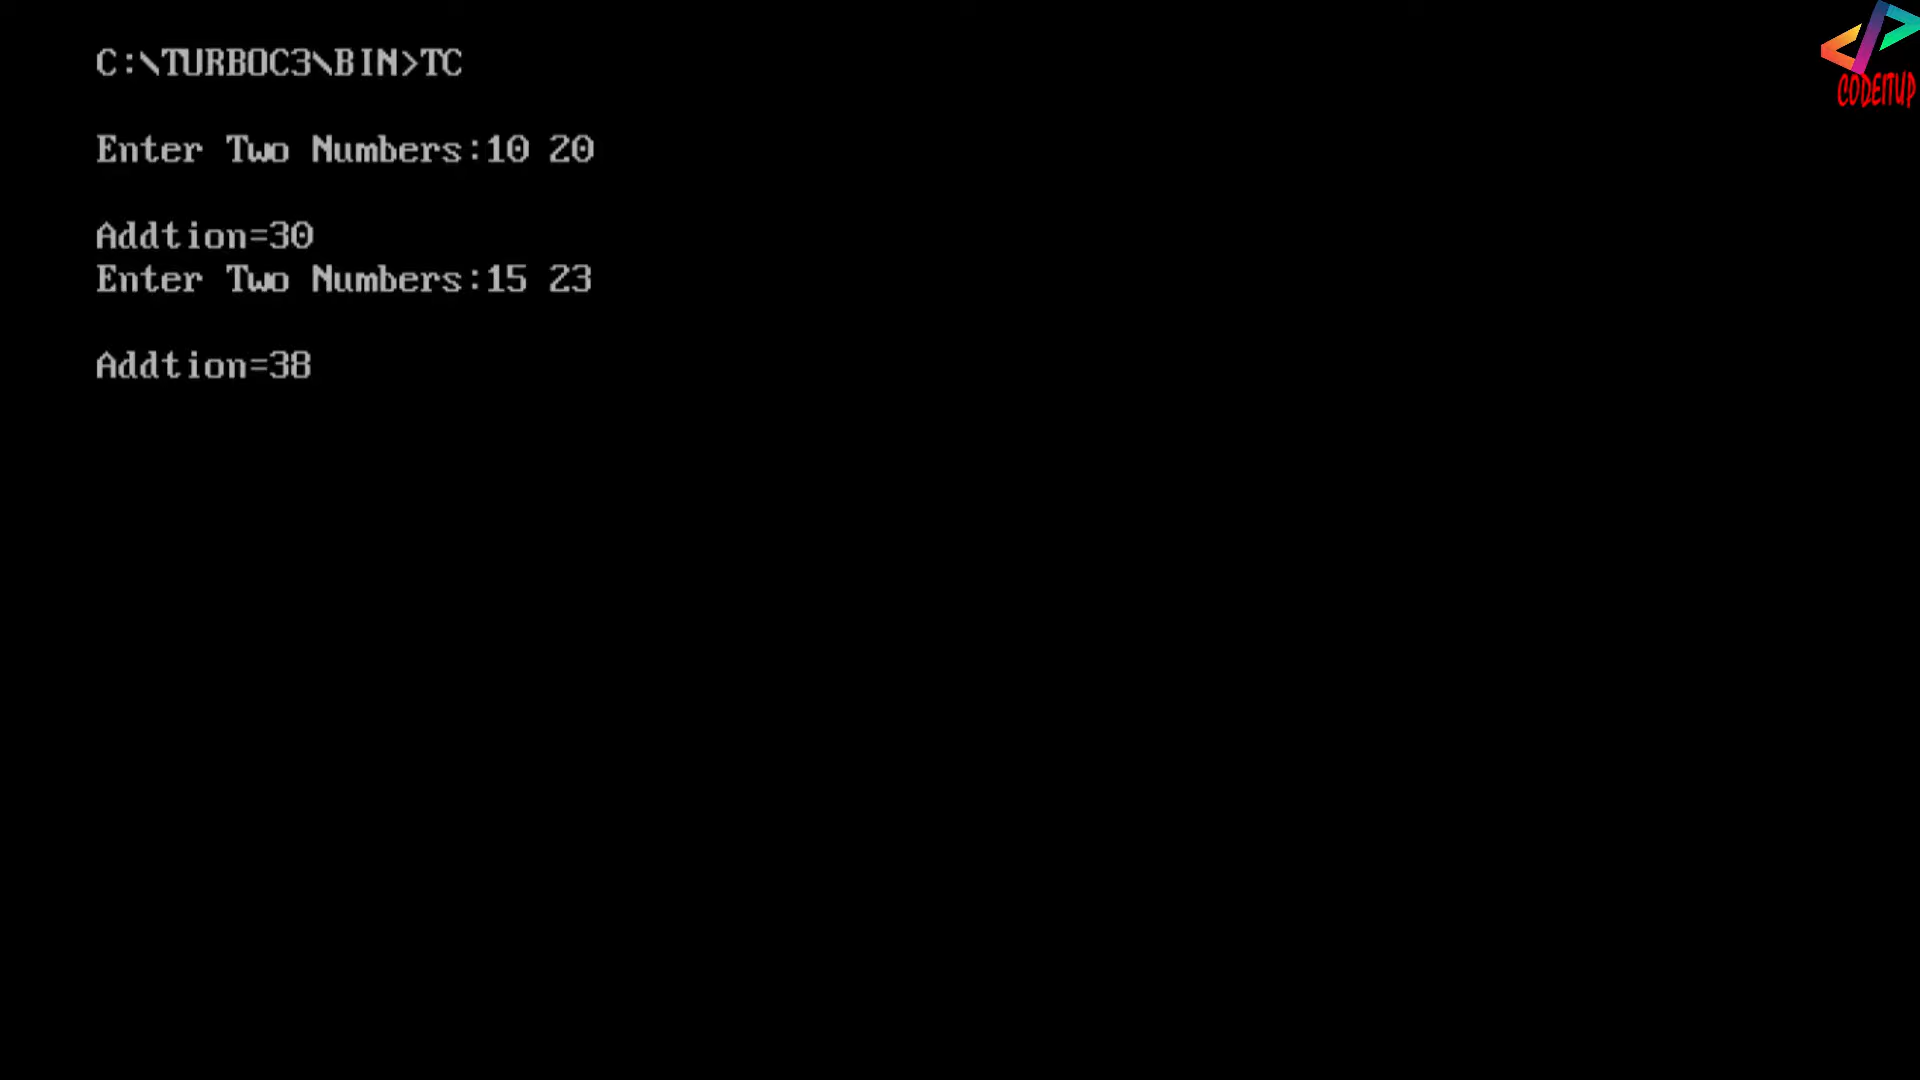 C:\TURBOC3\BIN>TC
Enter Two Numbers:10 20
Addtion=30
Enter Two Numbers:15 23
Addtion=38
CODEITUP